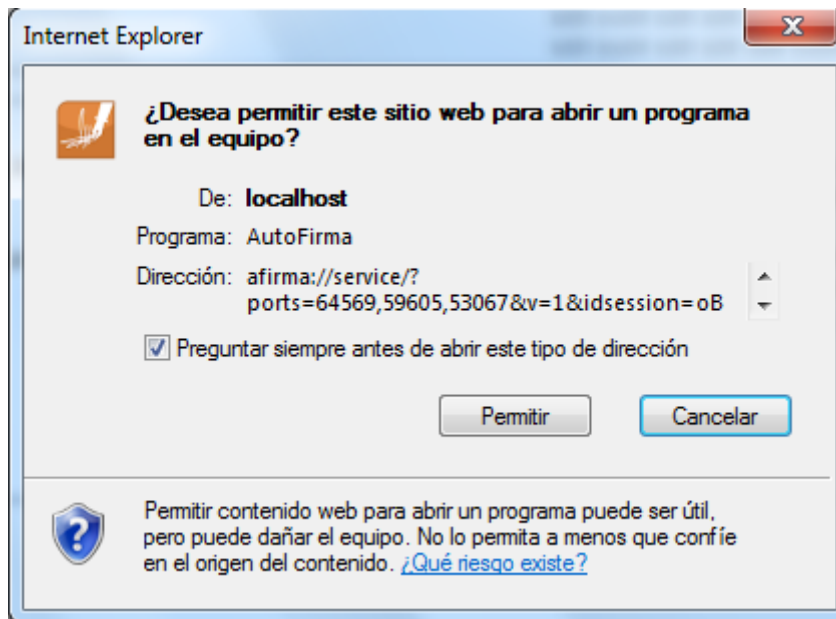 Internet Explorer
¿Desea permitir este sitio web para abrir un programa
en el equipo?
De: localhost
Programa: AutoFirma
Dirección: afirma://service/?
ports=64569,59605,53067&v=1&idsession=oB
Preguntar siempre antes de abrir este tipo de dirección
Permitir Cancelar
Permitir contenido web para abrir un programa puede ser útil,
pero puede dañar el equipo. No lo permita a menos que confíe
en el origen del contenido. ¿Qué riesgo existe?